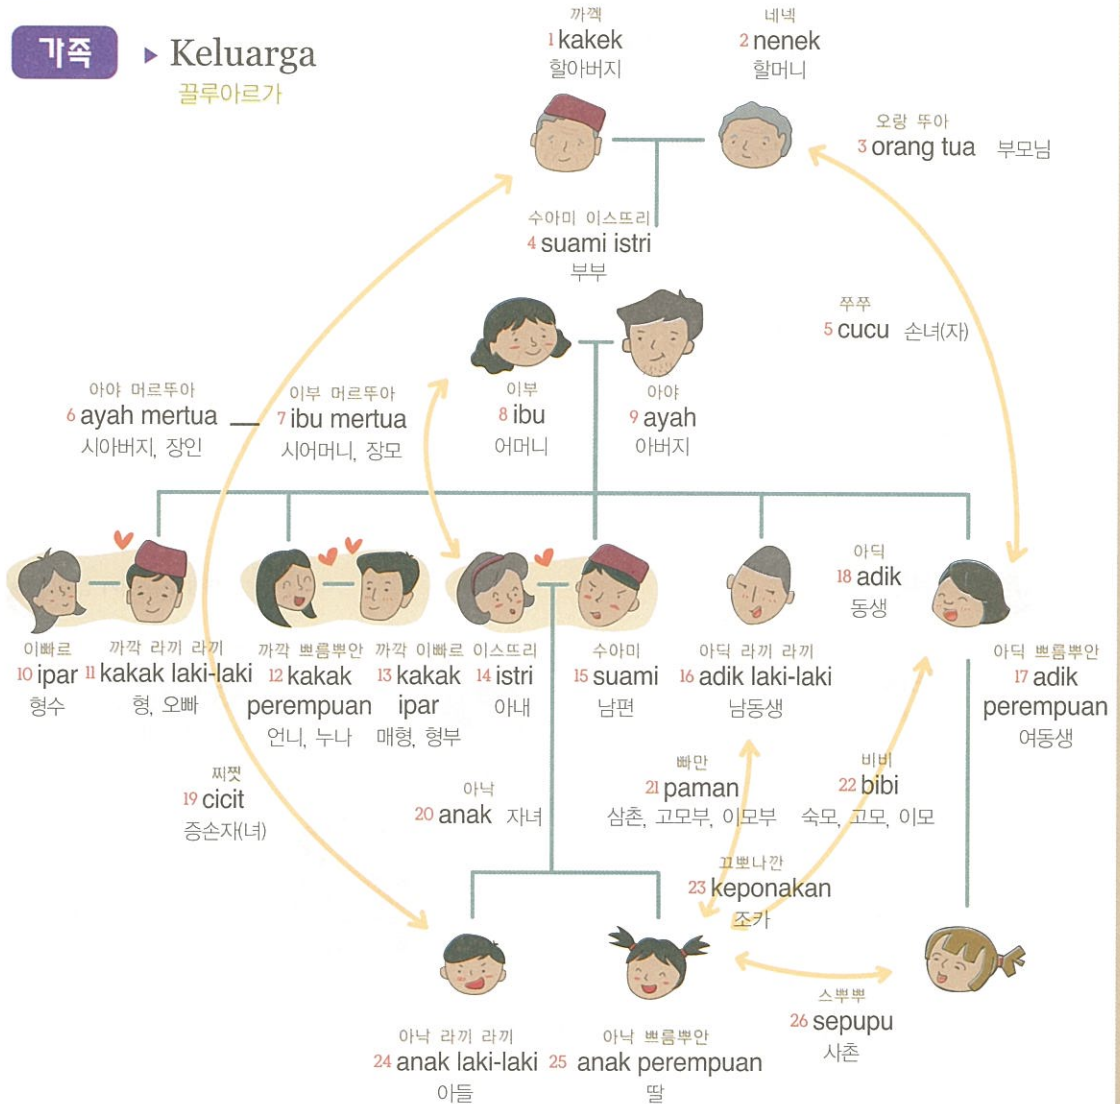 가족 ▸ Keluarga
끌루아르가
까껙
1 kakek
할아버지
네넥
2 nenek
할머니
오랑 뚜아
3 orang tua 부모님
수아미 이스뜨리
4 suami istri
부부
쭈쭈
5 cucu 손녀(자)
아야 머르뚜아
6 ayah mertua
시아버지, 장인
이부 머르뚜아
7 ibu mertua
시어머니, 장모
이부
8 ibu
어머니
아야
9 ayah
아버지
이빠르
10 ipar
형수
까깍 라끼 라끼
11 kakak laki-laki
형, 오빠
까깍 쁘름뿌안
12 kakak
perempuan
언니, 누나
까깍 이빠르
13 kakak
ipar
매형, 형부
이스뜨리
14 istri
아내
수아미
15 suami
남편
아딕 라끼 라끼
16 adik laki-laki
남동생
아딕
18 adik
동생
아딕 쁘름뿌안
17 adik
perempuan
여동생
찌찟
19 cicit
증손자(녀)
아낙
20 anak 자녀
빠만
21 paman
삼촌, 고모부, 이모부
비비
22 bibi
숙모, 고모, 이모
끄뽀나깐
23 keponakan
조카
스뿌뿌
26 sepupu
사촌
아낙 라끼 라끼
24 anak laki-laki
아들
아낙 쁘름뿌안
25 anak perempuan
딸